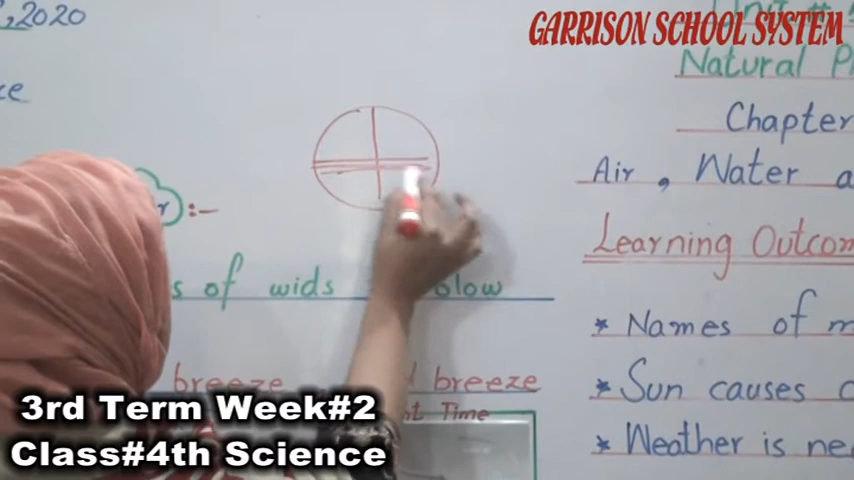 2020
GARRISON SCHOOL SYSTEM
Natural
Chapter
Air, Water
Learning Outcom
s of wids blow
* Names of
breeze breeze
* Sun causes
Time
* Weather is
3rd Term Week#2
Class#4th Science